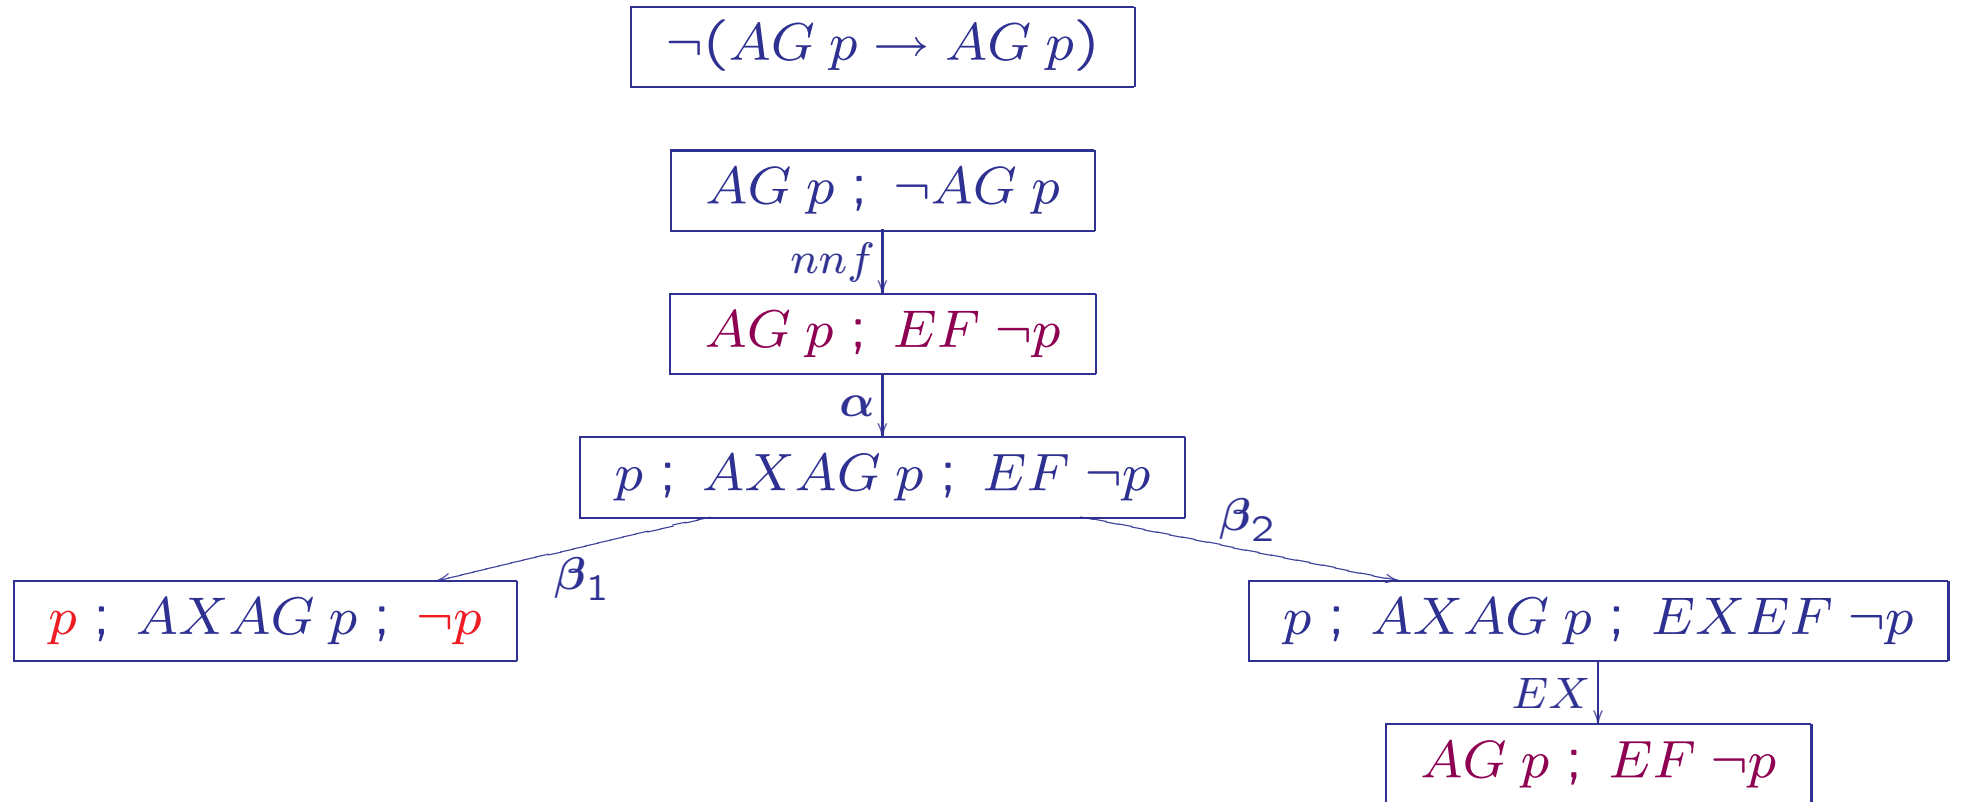 ¬(AG p → AG p)
AG p ; ¬AG p
nnf
AG p ; EF ¬p
α
p ; AXAG p ; EF ¬p
β₁
β₂
p ; AXAG p ; ¬p
p ; AXAG p ; EXEF ¬p
EX
AG p ; EF ¬p